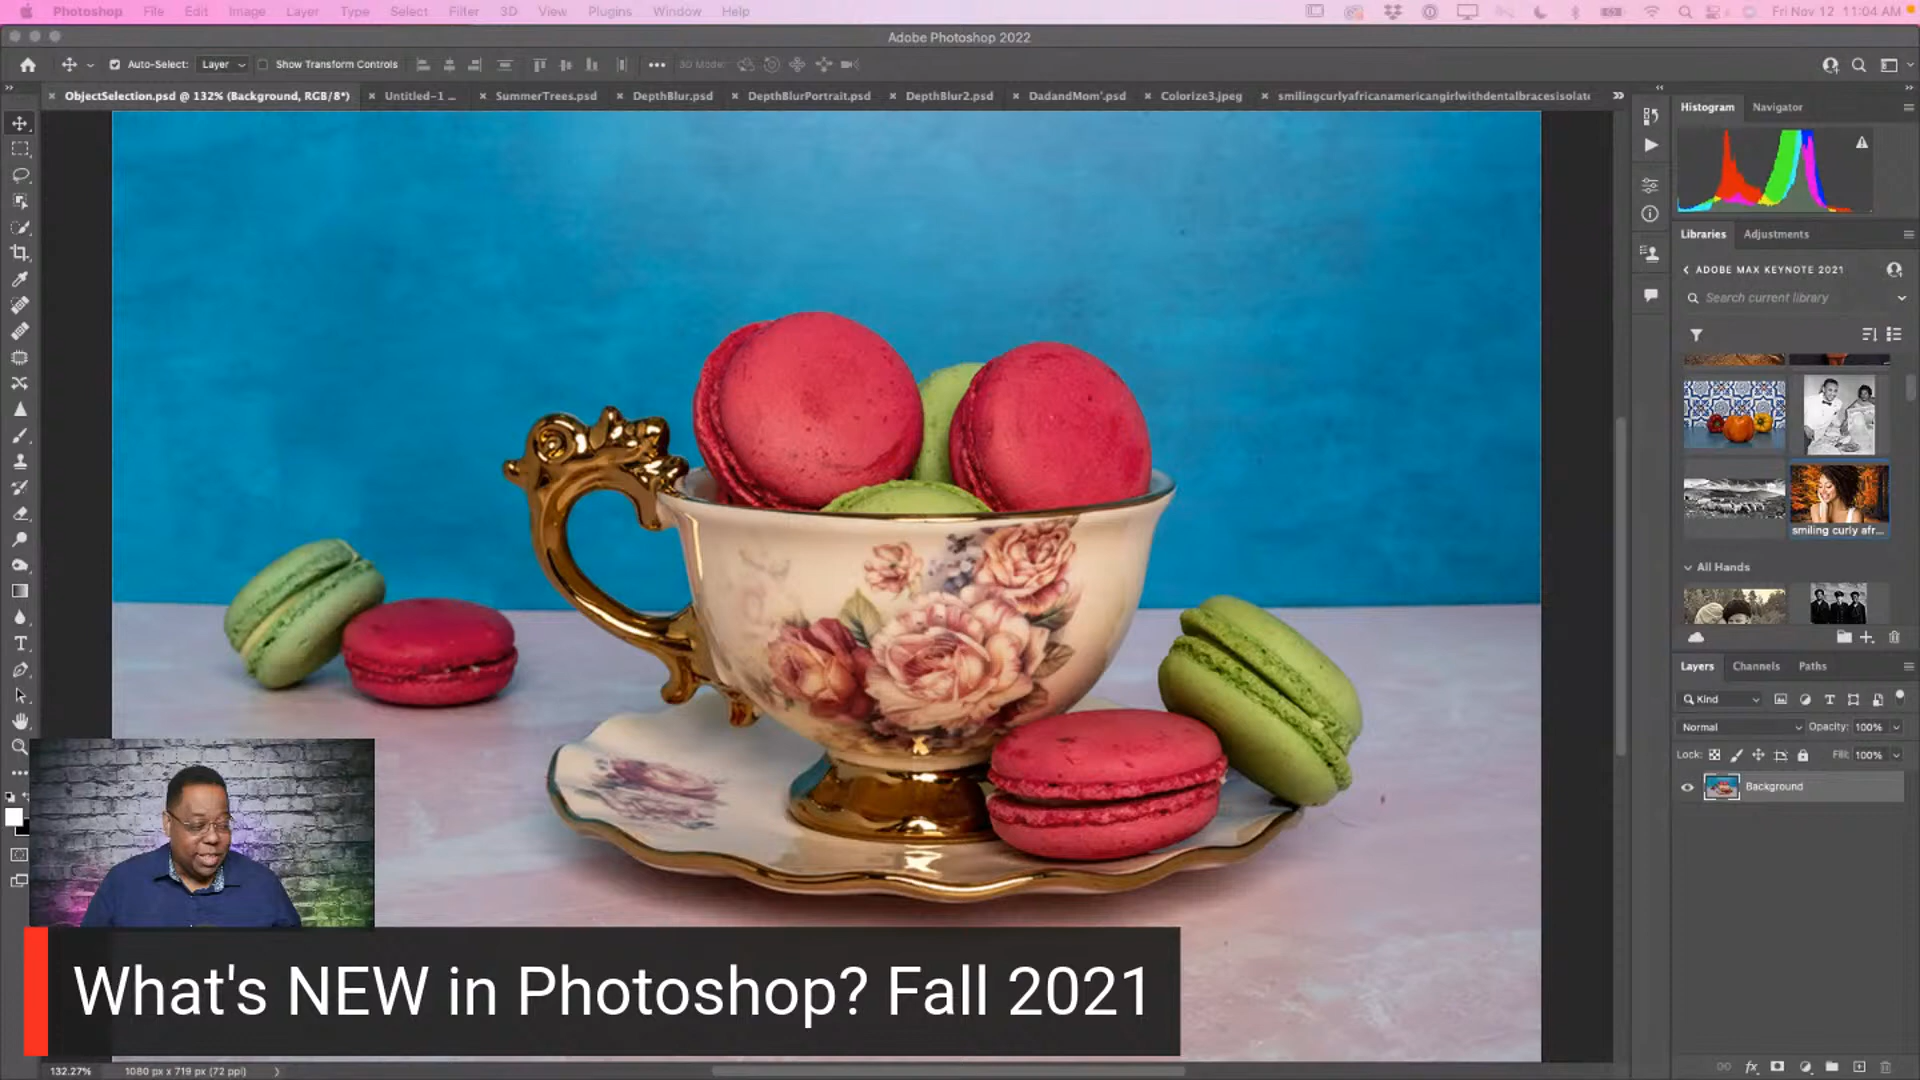 Photoshop File Edit Image Layer Type Select Filter 3D View Plugins Window Help Fri Nov 12 11:04 AM
Adobe Photoshop 2022
Auto-Select: Layer Show Transform Controls ••• 3D Mode:
× ObjectSelection.psd @ 132% (Background, RGB/8*) × Untitled-1 ... × SummerTrees.psd × DepthBlur.psd × DepthBlurPortrait.psd × DepthBlur2.psd × DadandMom'.psd × Colorize3.jpeg × smilingcurlyafricanamericangirlwithdentalbracesisolate
Histogram Navigator
Libraries Adjustments
ADOBE MAX KEYNOTE 2021
Search current library
smiling curly afr...
All Hands
Layers Channels Paths
Kind
Normal Opacity: 100%
Lock: Fill: 100%
Background
What's NEW in Photoshop? Fall 2021
132.27% 1080 px x 719 px (72 ppi)
fx